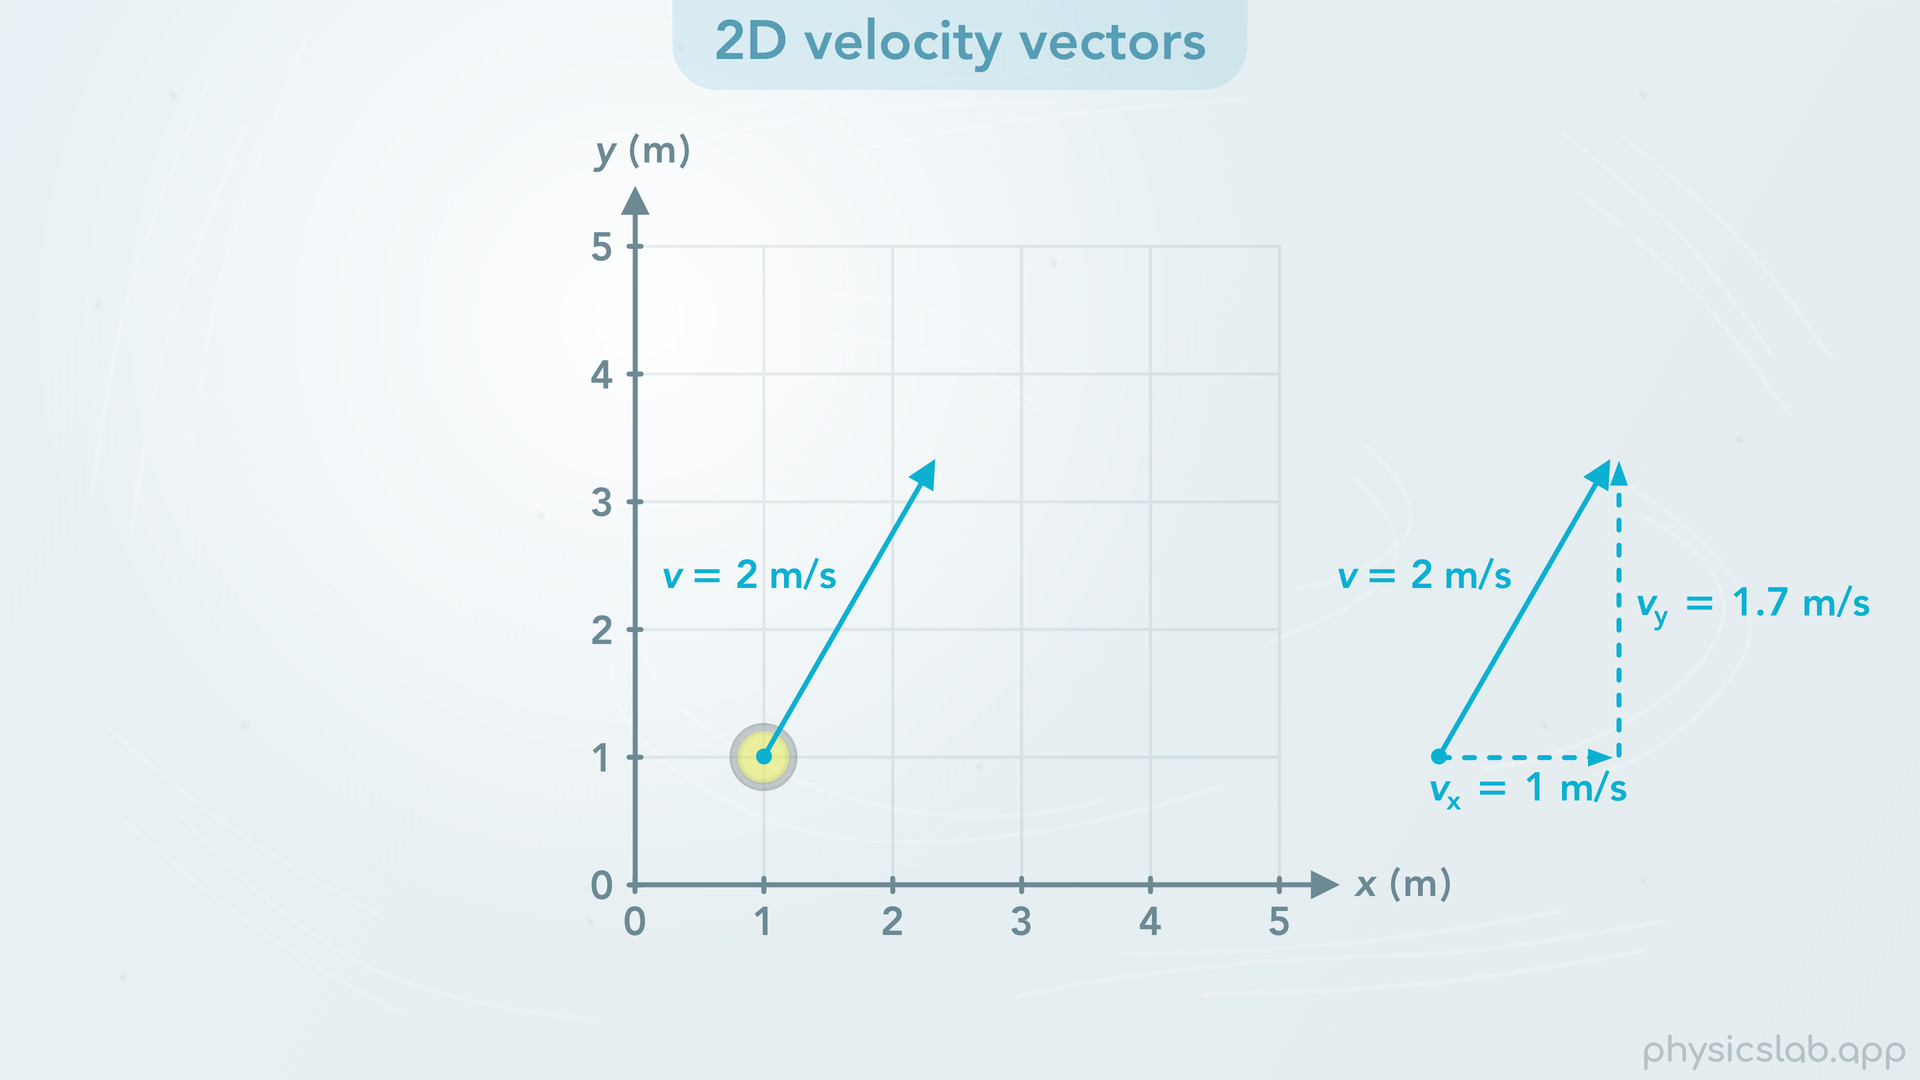 2D velocity vectors
y (m)
5
4
3
2
1
0
0 1 2 3 4 5
x (m)
v = 2 m/s
v = 2 m/s
vy = 1.7 m/s
vx = 1 m/s
physicslab.app